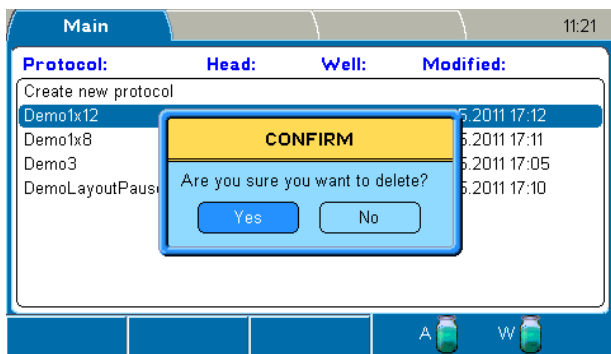 Main 11:21
Protocol: Head: Well: Modified:
Create new protocol
Demo1x12 5.2011 17:12
Demo1x8 5.2011 17:11
Demo3 5.2011 17:05
DemoLayoutPaus 5.2011 17:10
CONFIRM
Are you sure you want to delete?
Yes No
A W